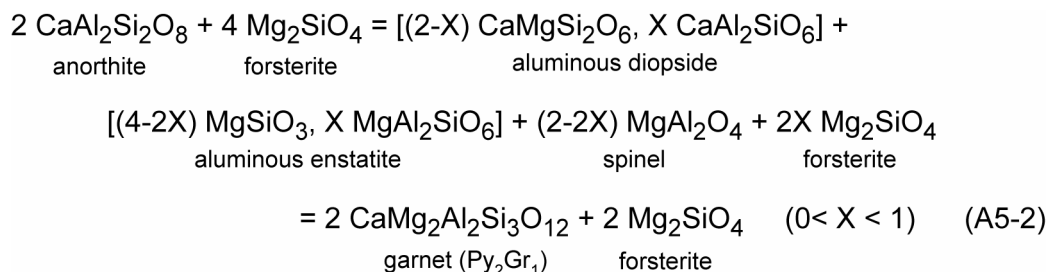 2 CaAl₂Si₂O₈ + 4 Mg₂SiO₄ = [(2-X) CaMgSi₂O₆, X CaAl₂SiO₆] +
anorthite forsterite aluminous diopside
[(4-2X) MgSiO₃, X MgAl₂SiO₆] + (2-2X) MgAl₂O₄ + 2X Mg₂SiO₄
aluminous enstatite spinel forsterite
= 2 CaMg₂Al₂Si₃O₁₂ + 2 Mg₂SiO₄ (0< X < 1) (A5-2)
garnet (Py₂Gr₁) forsterite